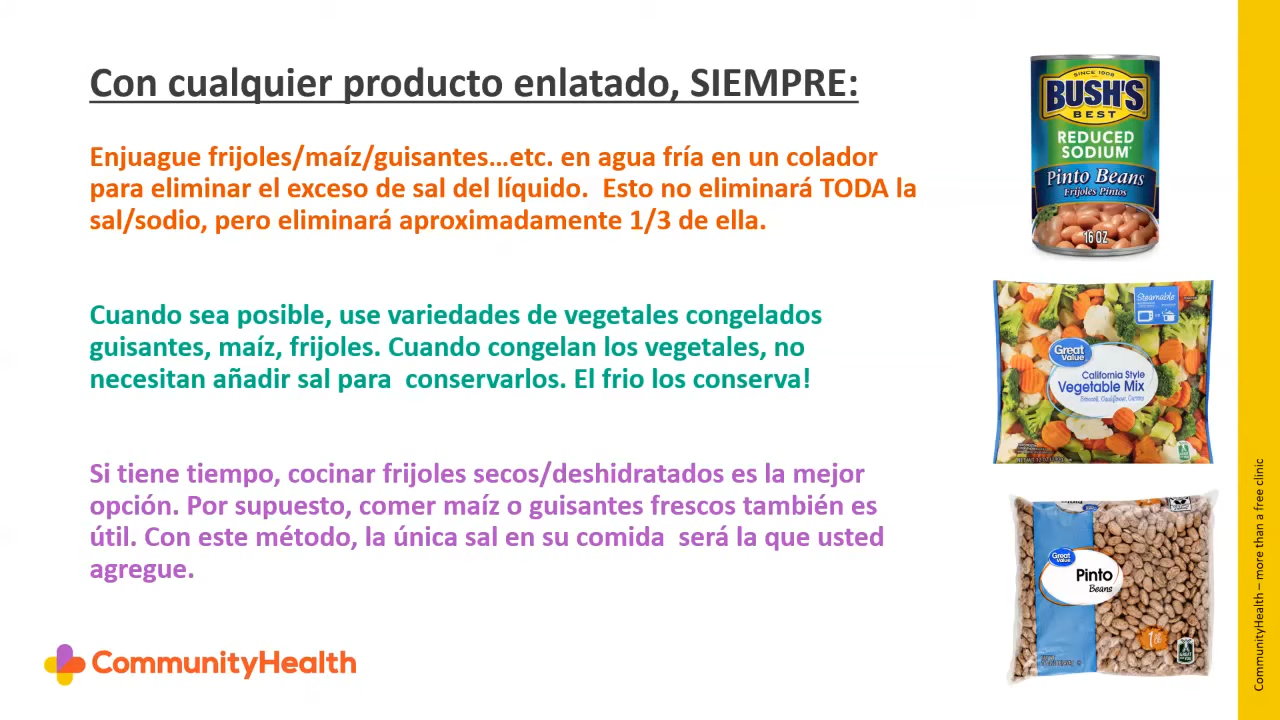 Con cualquier producto enlatado, SIEMPRE:
Enjuague frijoles/maíz/guisantes…etc. en agua fría en un colador
para eliminar el exceso de sal del líquido.  Esto no eliminará TODA la
sal/sodio, pero eliminará aproximadamente 1/3 de ella.
Cuando sea posible, use variedades de vegetales congelados
guisantes, maíz, frijoles. Cuando congelan los vegetales, no
necesitan añadir sal para  conservarlos. El frio los conserva!
Si tiene tiempo, cocinar frijoles secos/deshidratados es la mejor
opción. Por supuesto, comer maíz o guisantes frescos también es
útil. Con este método, la única sal en su comida  será la que usted
agregue.
CommunityHealth
SINCE 1908
BUSH'S
BEST
REDUCED
SODIUM
Pinto Beans
Frijoles Pintos
16 OZ
Steamable
Great
Value
California Style
Vegetable Mix
Broccoli, Cauliflower, Carrots
Great
Value
Pinto
Beans
CommunityHealth – more than a free clinic